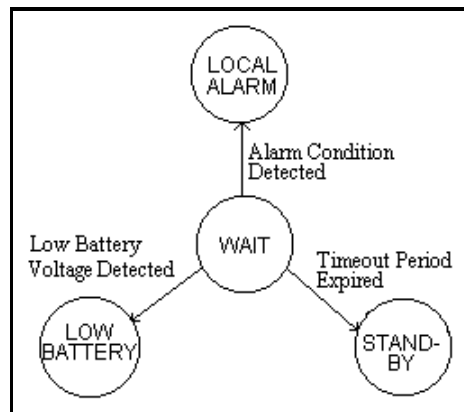 LOCAL
ALARM
Alarm Condition
Detected
WAIT
Low Battery
Voltage Detected
Timeout Period
Expired
LOW
BATTERY
STAND-
BY